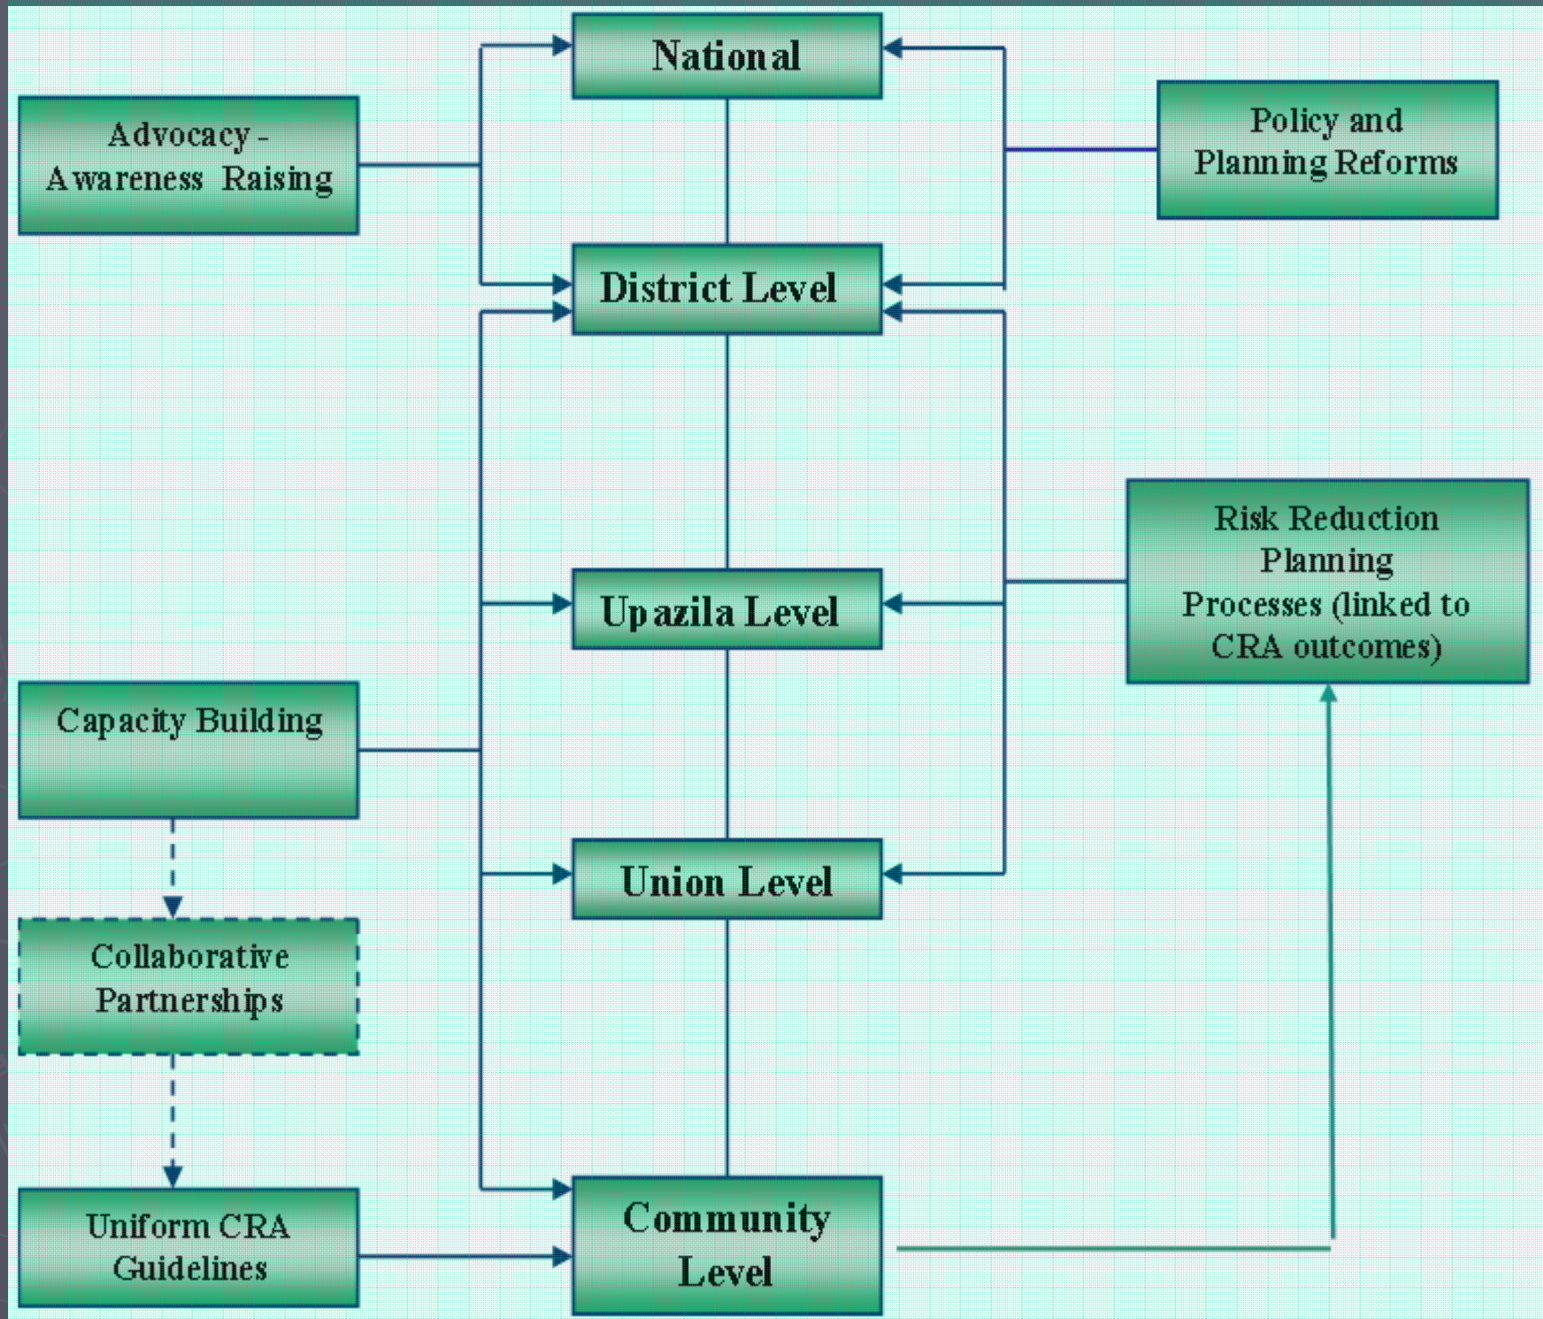 National
Advocacy -
Awareness Raising
Policy and
Planning Reforms
District Level
Risk Reduction
Planning
Processes (linked to
CRA outcomes)
Upazila Level
Capacity Building
Union Level
Collaborative
Partnerships
Uniform CRA
Guidelines
Community
Level